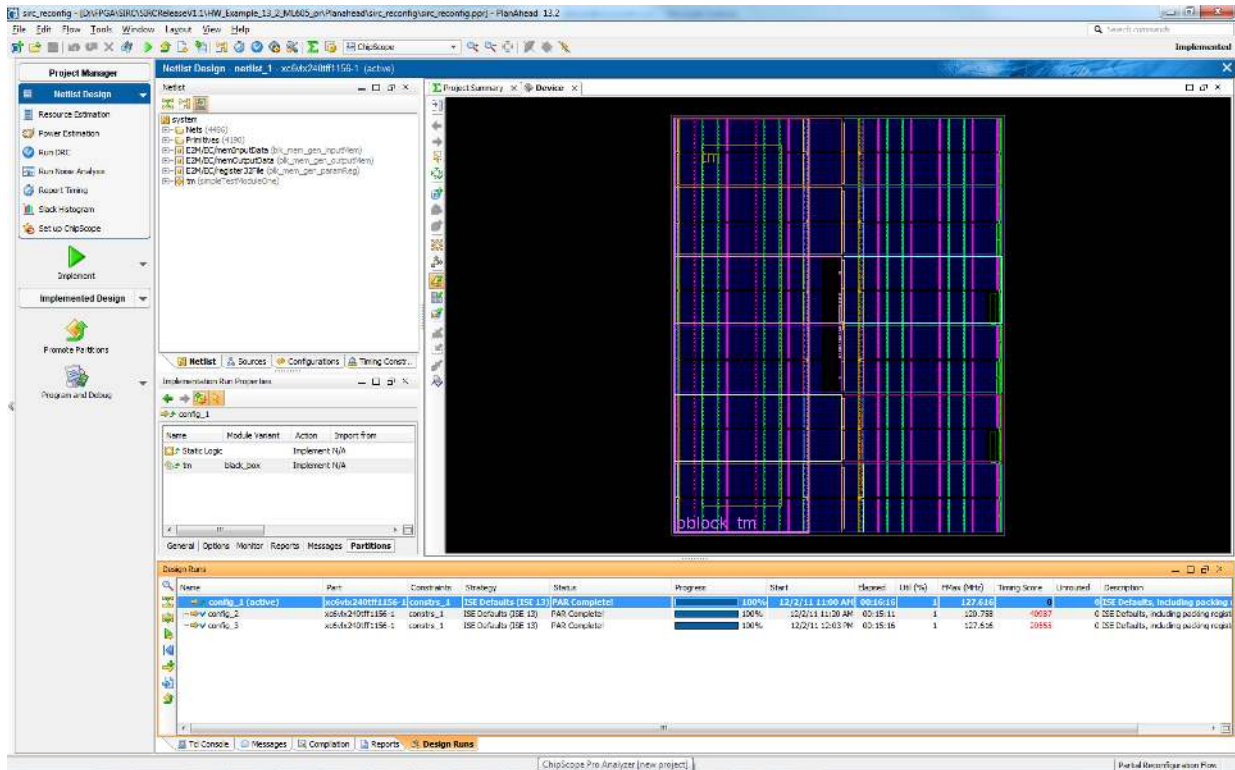 sirc_reconfig - [D:\FPGA\SIRC\SIRCReleaseV1.1\HW_Example_13_2_ML605_pr\Planahead\sirc_reconfig\sirc_reconfig.ppr] - PlanAhead 13.2
File Edit Flow Tools Window Layout View Help
Search commands
ChipScope
Implemented
Project Manager
Netlist Design
Resource Estimation
Power Estimation
Run DRC
Run Noise Analysis
Report Timing
Slack Histogram
Set up ChipScope
Implement
Implemented Design
Promote Partitions
Program and Debug
Netlist Design - netlist_1 - xc6vlx240tff1156-1 (active)
Netlist
system
Nets (4496)
Primitives (4190)
E2M/EC/memInputData (blk_mem_gen_inputMem)
E2M/EC/memOutputData (blk_mem_gen_outputMem)
E2M/EC/register32File (blk_mem_gen_paramReg)
tm (simpleTestModuleOne)
Netlist Sources Configurations Timing Constr...
Implementation Run Properties
config_1
Name Module Variant Action Import from
Static Logic Implement N/A
tm black_box Implement N/A
General Options Monitor Reports Messages Partitions
Project Summary Device
tm
pblock_tm
Design Runs
Name Part Constraints Strategy Status Progress Start Elapsed Util (%) FMax (MHz) Timing Score Unrouted Description
config_1 (active) xc6vlx240tff1156-1 constrs_1 ISE Defaults (ISE 13) PAR Complete! 100% 12/2/11 11:00 AM 00:16:16 1 127.616 0 0 ISE Defaults, including packing r
config_2 xc6vlx240tff1156-1 constrs_1 ISE Defaults (ISE 13) PAR Complete! 100% 12/2/11 11:20 AM 00:15:11 1 120.758 0 ISE Defaults, including packing regist
config_3 xc6vlx240tff1156-1 constrs_1 ISE Defaults (ISE 13) PAR Complete! 100% 12/2/11 12:03 PM 00:15:16 1 127.616 0 ISE Defaults, including packing regist
Tcl Console Messages Compilation Reports Design Runs
ChipScope Pro Analyzer [new project]
Partial Reconfiguration Flow